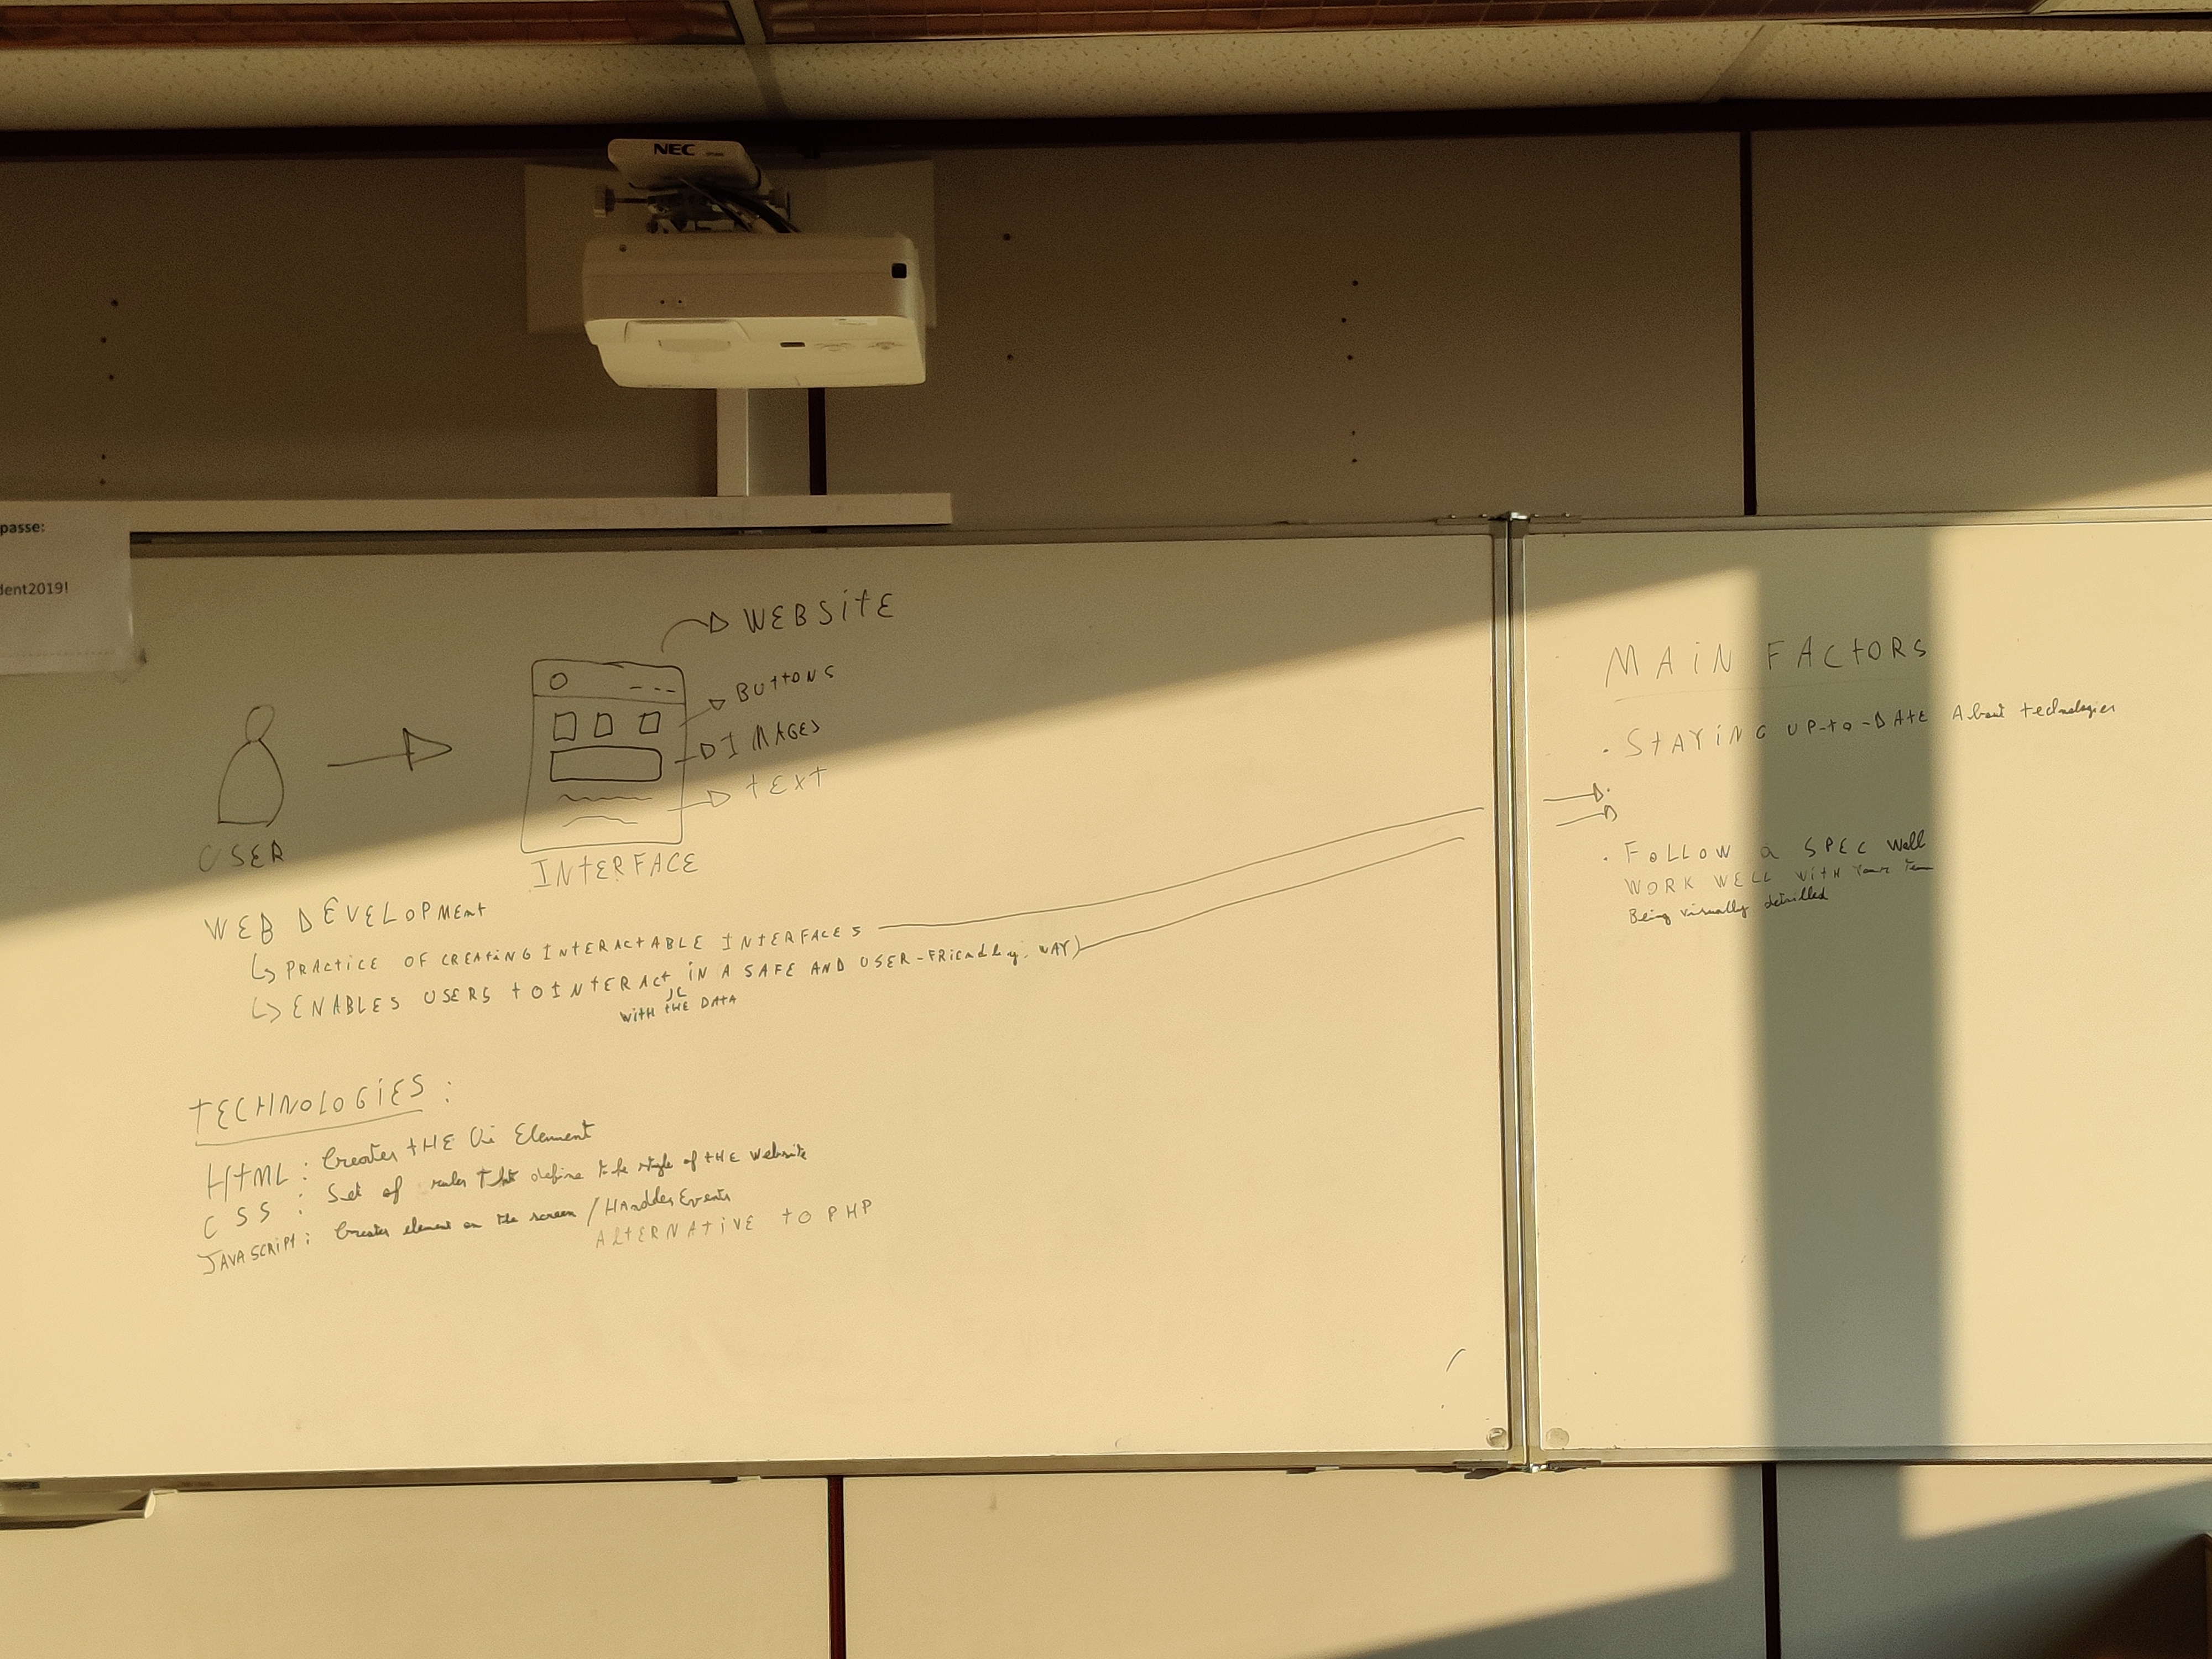 NEC
passe:
dent2019!
WEBSitE
BUttONS
IMAGES
tEXT
USER
INtERFACE
WEB DEVELOPMEnt
PRACtiCE OF CREAtiNG INtERACtABLE INtERFACES
ENABLES USERS tO INtERACt IN A SAFE AND USER-FRiendly WAY)
WitH tHE DATA
tECHNOLOGiES :
HtML : Creates tHE Ui Element
CSS : Set of rules that define the style of tHE Website
JAVASCRiPt : Creates element on the screen / HAnddes Events
AltERNAtiVE tO PHP
MAiN FACtORS
. StAYiNG UP-to-DAtE About technologies
. FoLLOW a SPEC Well
WORK WELL WitH Your Team
Being visually detailled